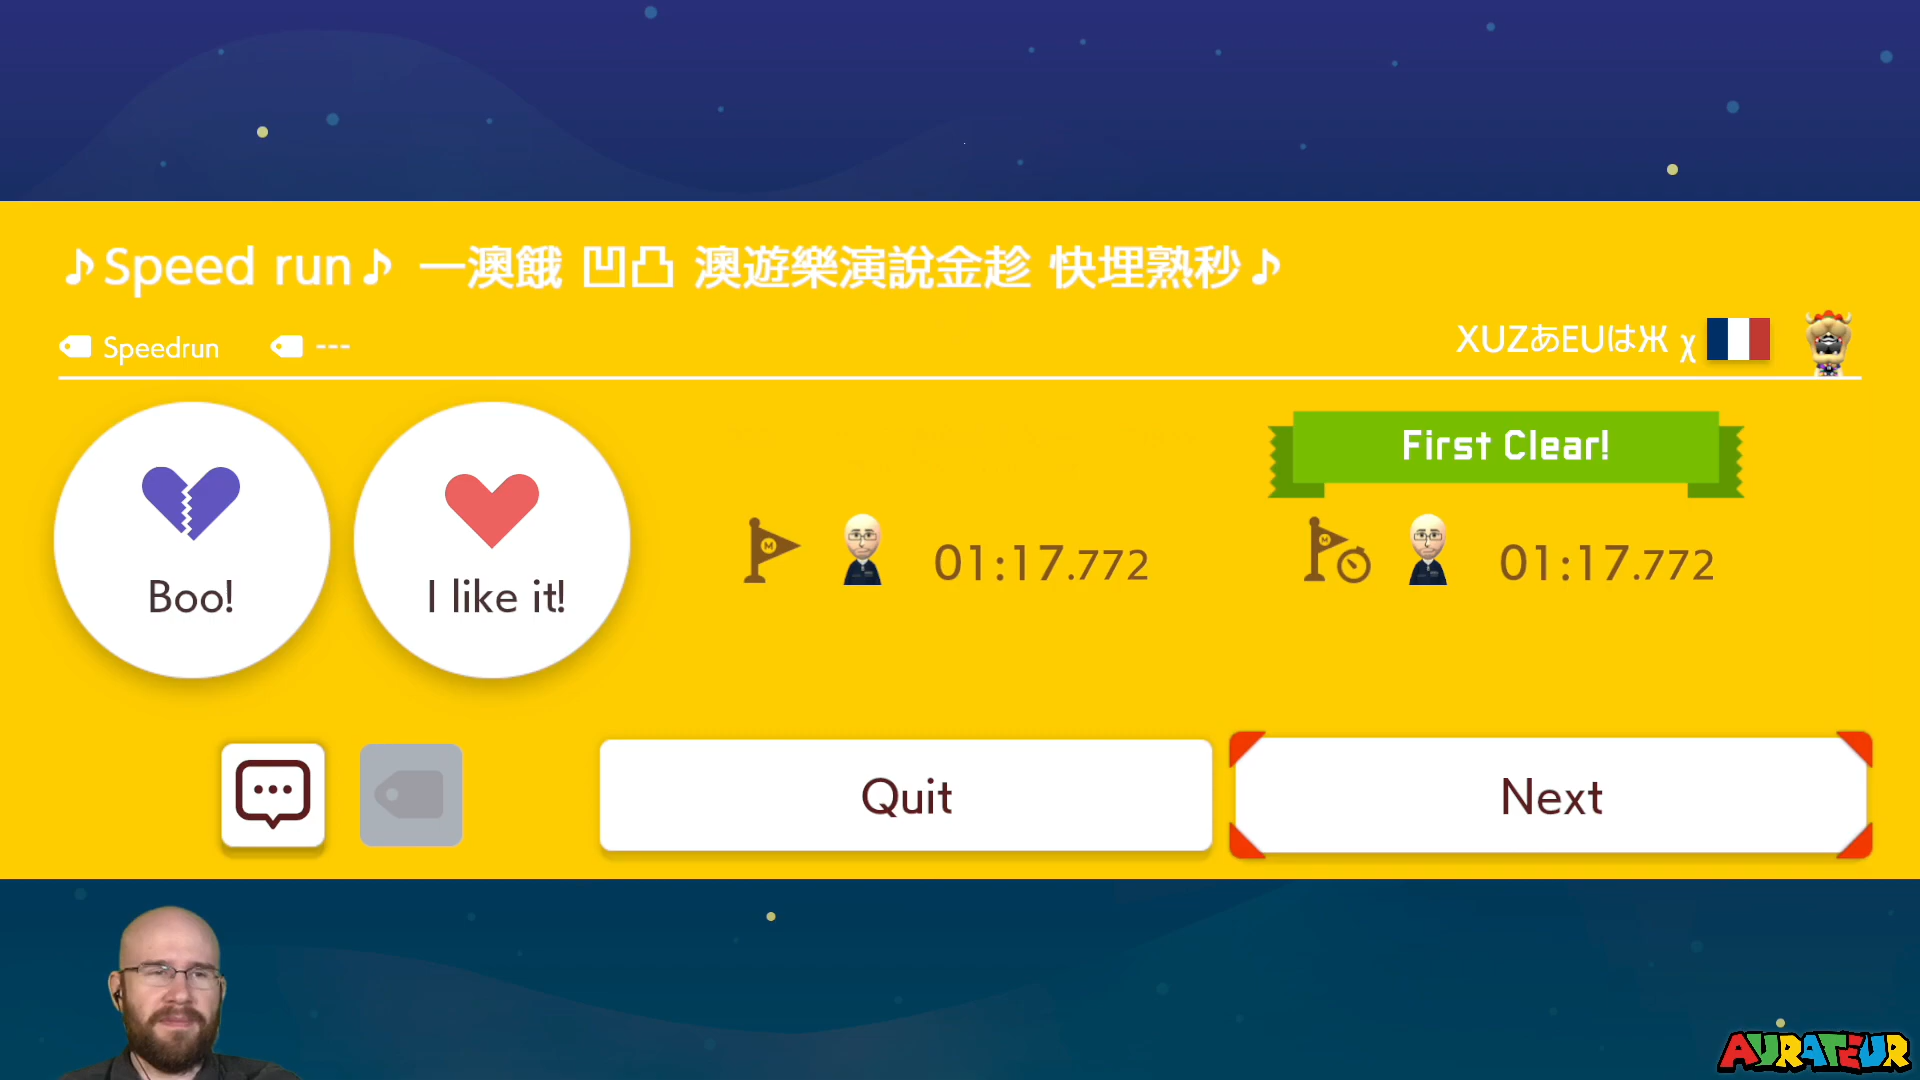 ♪Speed run♪ 一澳餓 凹凸 澳遊樂演說金趁 快埋熟秒♪
Speedrun ---
XUZあEUはЖ χ
First Clear!
M 01:17.772
M 01:17.772
Boo!
I like it!
Quit
Next
AURATEUR